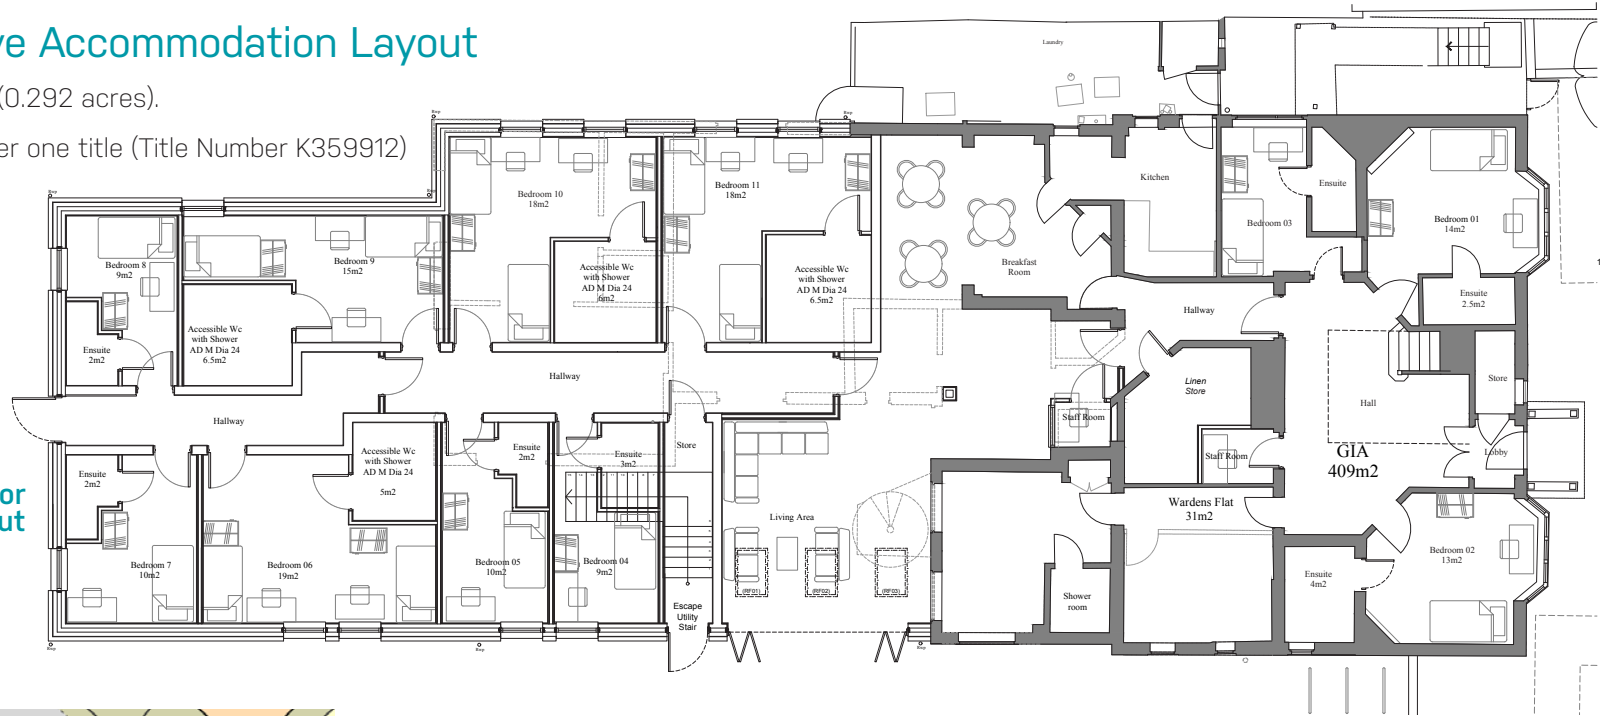 ve Accommodation Layout
(0.292 acres).
er one title (Title Number K359912)
or
ut
Laundry
Bedroom 10
18m2
Bedroom 11
18m2
Kitchen
Ensuite
Bedroom 03
Bedroom 01
14m2
Bedroom 8
9m2
Bedroom 9
15m2
Accessible Wc
with Shower
AD M Dia 24
6m2
Accessible Wc
with Shower
AD M Dia 24
6.5m2
Breakfast
Room
Ensuite
2.5m2
Hallway
Ensuite
2m2
Accessible Wc
with Shower
AD M Dia 24
6.5m2
Hallway
Linen
Store
Store
Hall
Hallway
Staff Room
Store
Ensuite
2m2
Ensuite
3m2
Accessible Wc
with Shower
AD M Dia 24
5m2
Staff Room
GIA
409m2
Lobby
Ensuite
2m2
Living Area
Wardens Flat
31m2
Bedroom 7
10m2
Bedroom 06
19m2
Bedroom 05
10m2
Bedroom 04
9m2
Bedroom 02
13m2
Ensuite
4m2
Shower
room
(RF01)
(RF02)
(RF03)
Escape
Utility
Stair